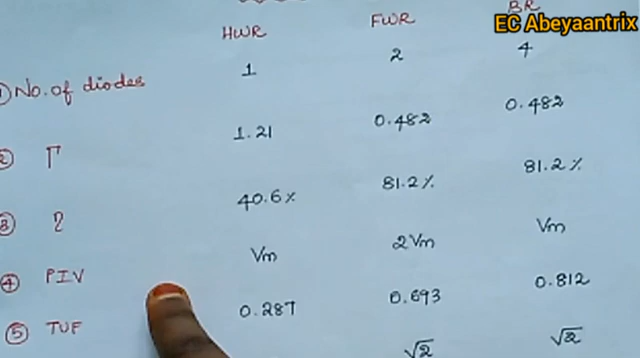 HWR FWR BR
EC Abeyaantrix
① No. of diodes 1 2 4
② Γ 1.21 0.482 0.482
③ η 40.6% 81.2% 81.2%
④ PIV Vm 2Vm Vm
⑤ TUF 0.287 0.693 0.812
√2 √2